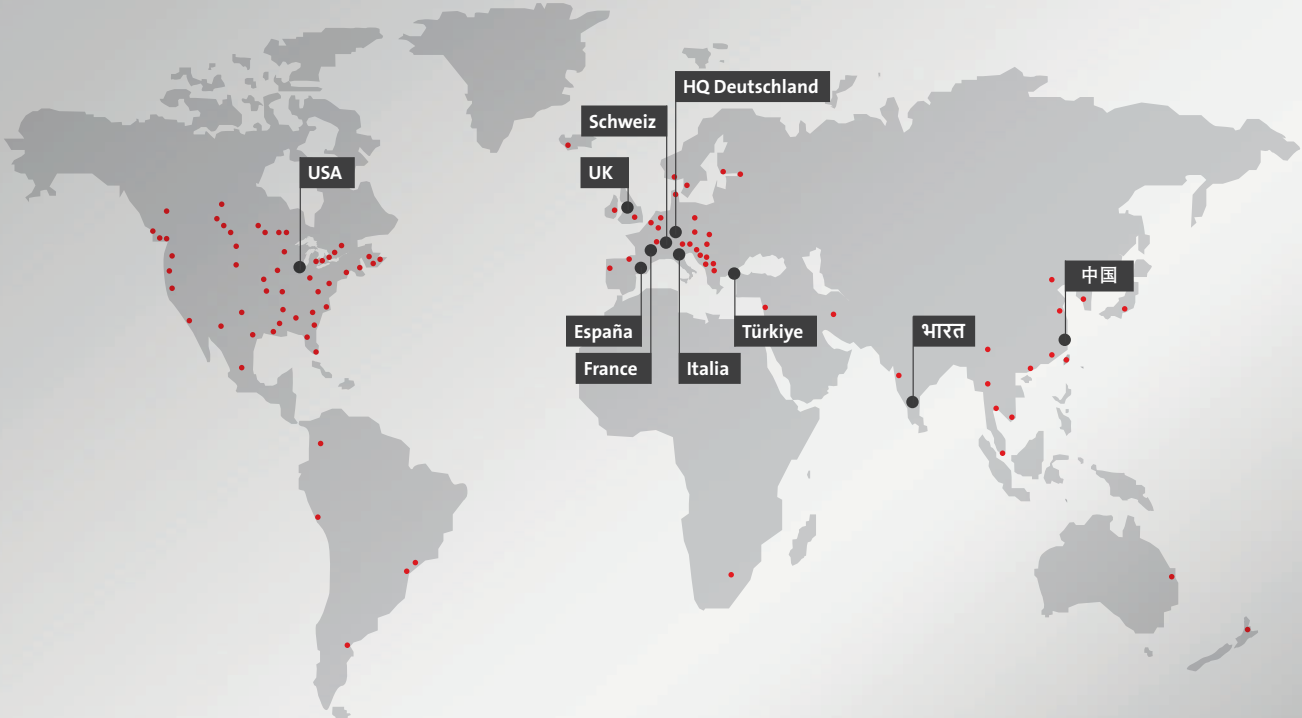 HQ Deutschland
Schweiz
USA
UK
中国
España
Türkiye
भारत
France
Italia